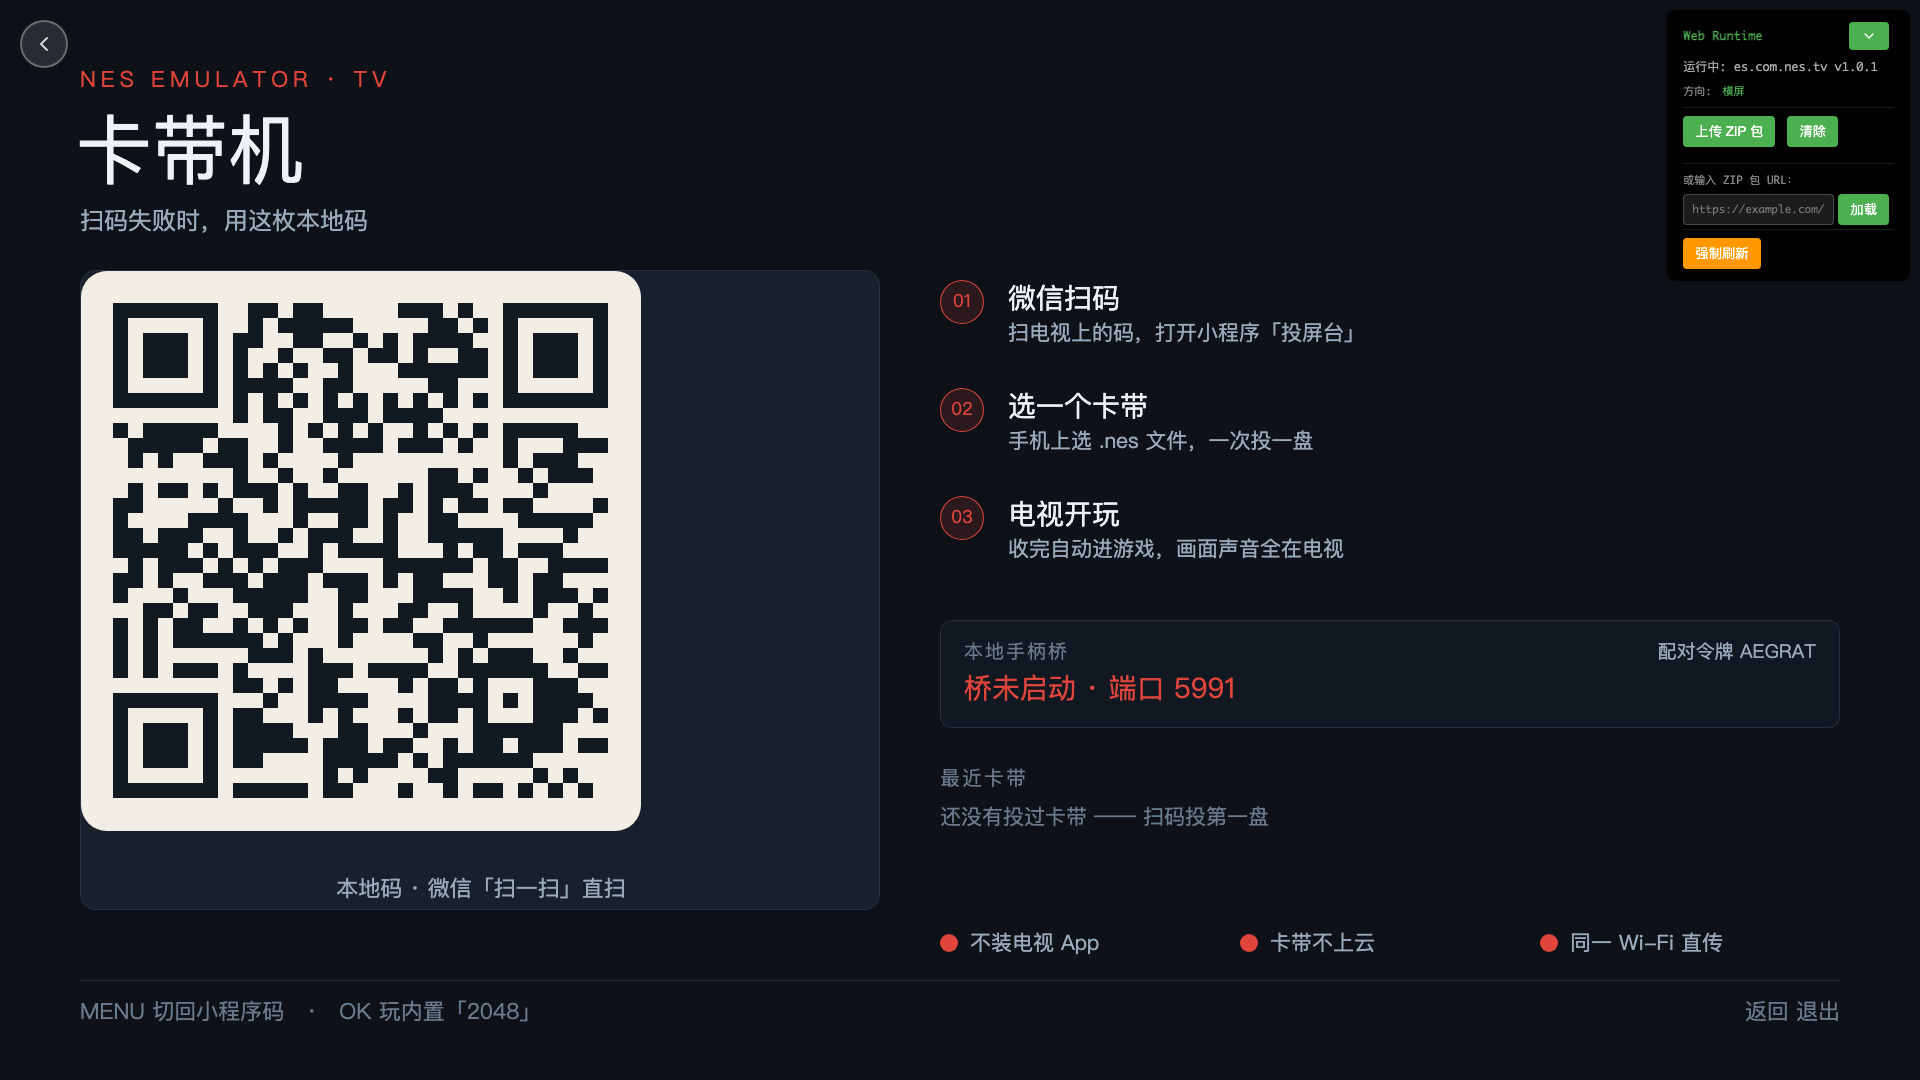 NES EMULATOR · TV
卡带机
扫码失败时，用这枚本地码
本地码 · 微信「扫一扫」直扫
01
微信扫码
扫电视上的码，打开小程序「投屏台」
02
选一个卡带
手机上选 .nes 文件，一次投一盘
03
电视开玩
收完自动进游戏，画面声音全在电视
本地手柄桥
配对令牌 AEGRAT
桥未启动 · 端口 5991
最近卡带
还没有投过卡带 —— 扫码投第一盘
不装电视 App
卡带不上云
同一 Wi-Fi 直传
MENU 切回小程序码 · OK 玩内置「2048」
返回 退出
Web Runtime
运行中: es.com.nes.tv v1.0.1
方向: 横屏
上传 ZIP 包
清除
或输入 ZIP 包 URL:
https://example.com/
加载
强制刷新